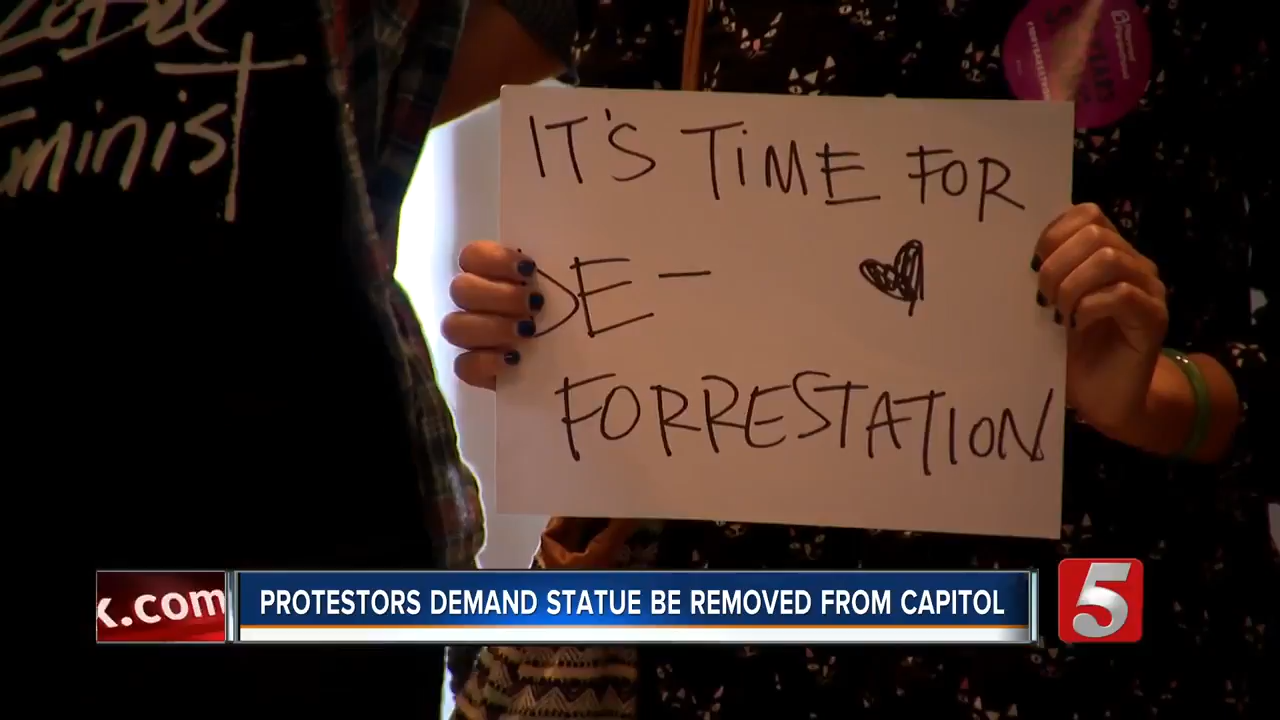 Feminist
IT'S TIME FOR
DE-
FORRESTATION
k.com
PROTESTORS DEMAND STATUE BE REMOVED FROM CAPITOL
5